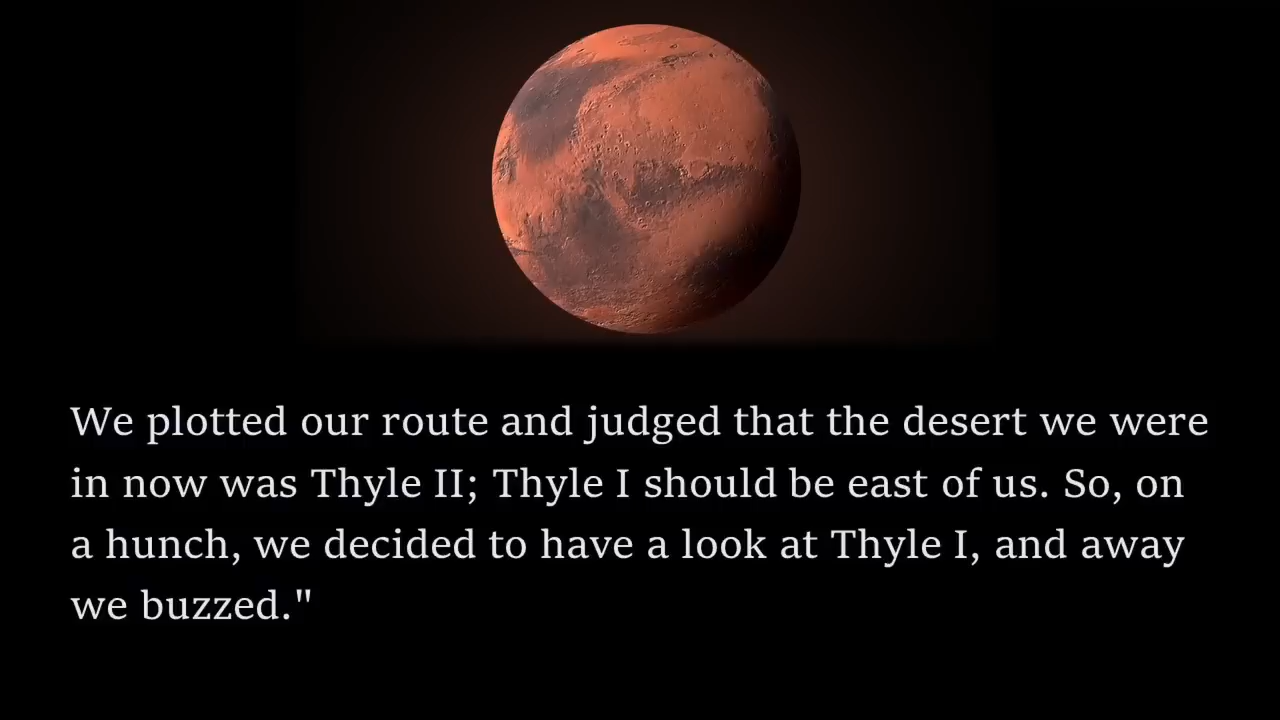 We plotted our route and judged that the desert we were
in now was Thyle II; Thyle I should be east of us. So, on
a hunch, we decided to have a look at Thyle I, and away
we buzzed."